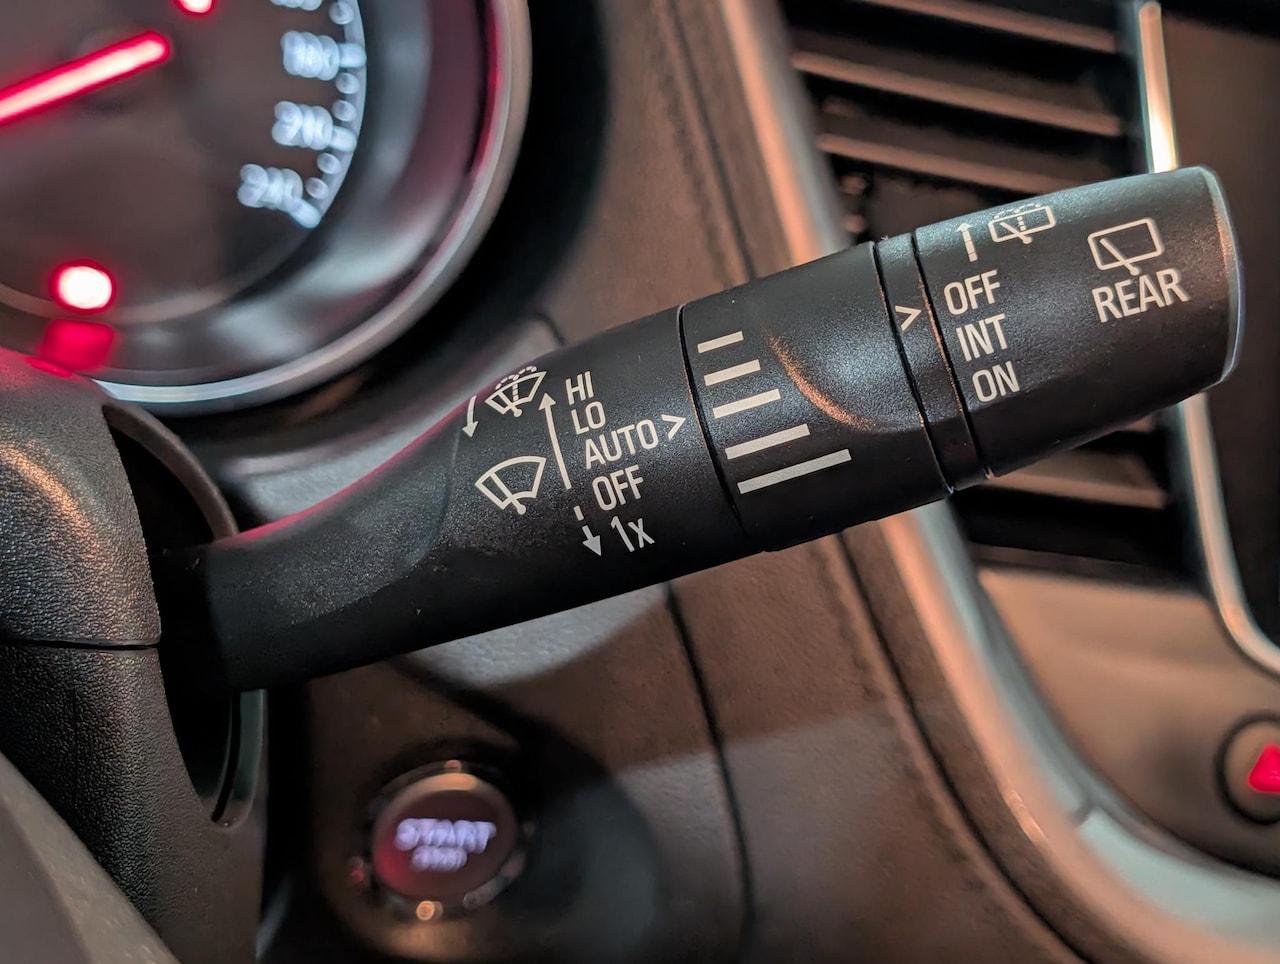 180
210
240
HI
LO
AUTO >
OFF
1x
>
OFF
INT
ON
REAR
START